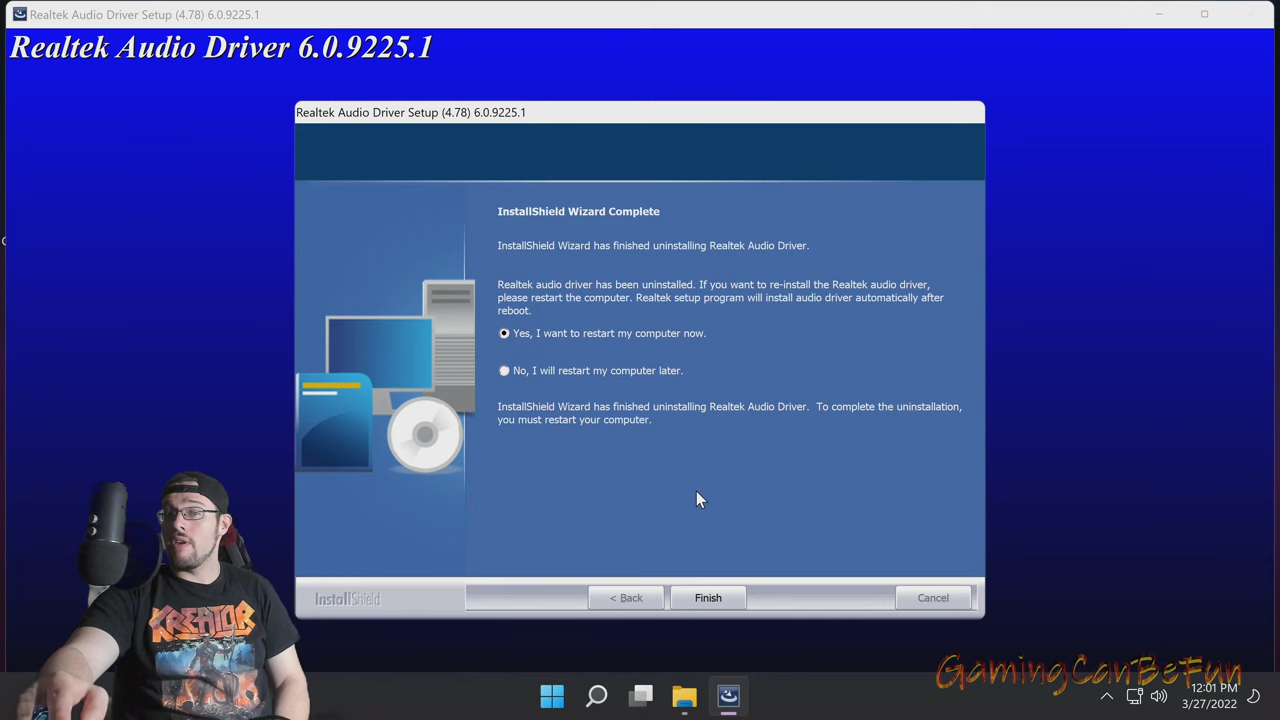 Realtek Audio Driver Setup (4.78) 6.0.9225.1
Realtek Audio Driver 6.0.9225.1
Realtek Audio Driver Setup (4.78) 6.0.9225.1
InstallShield Wizard Complete
InstallShield Wizard has finished uninstalling Realtek Audio Driver.
Realtek audio driver has been uninstalled. If you want to re-install the Realtek audio driver,
please restart the computer. Realtek setup program will install audio driver automatically after
reboot.
Yes, I want to restart my computer now.
No, I will restart my computer later.
InstallShield Wizard has finished uninstalling Realtek Audio Driver.  To complete the uninstallation,
you must restart your computer.
InstallShield
< Back
Finish
Cancel
KREATOR
GamingCanBeFun
12:01 PM
3/27/2022